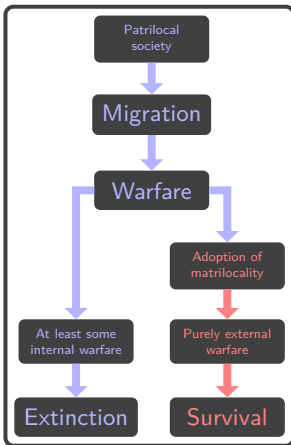 Patrilocal
society
Migration
Warfare
Adoption of
matrilocality
At least some
internal warfare
Purely external
warfare
Extinction
Survival